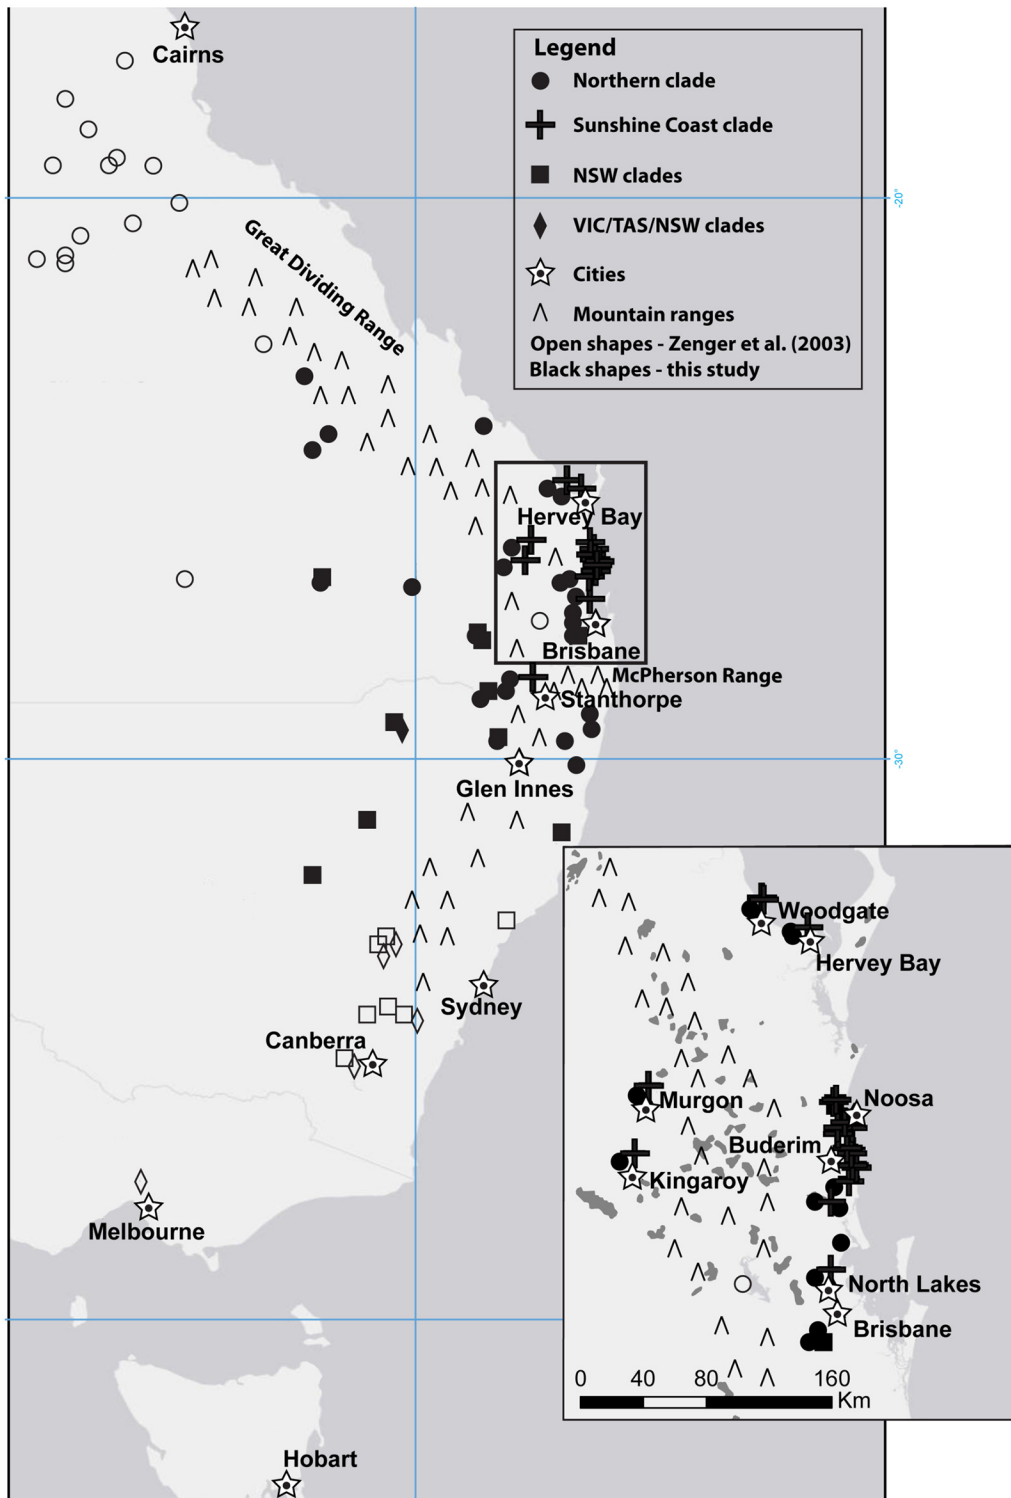 Cairns
Legend
Northern clade
Sunshine Coast clade
NSW clades
-20°
VIC/TAS/NSW clades
Great Dividing Range
Cities
Mountain ranges
Open shapes - Zenger et al. (2003)
Black shapes - this study
Hervey Bay
Brisbane
McPherson Range
Stanthorpe
-30°
Glen Innes
Sydney
Canberra
Melbourne
Hobart
Woodgate
Hervey Bay
Noosa
Murgon
Buderim
Kingaroy
North Lakes
Brisbane
0 40 80 160
Km